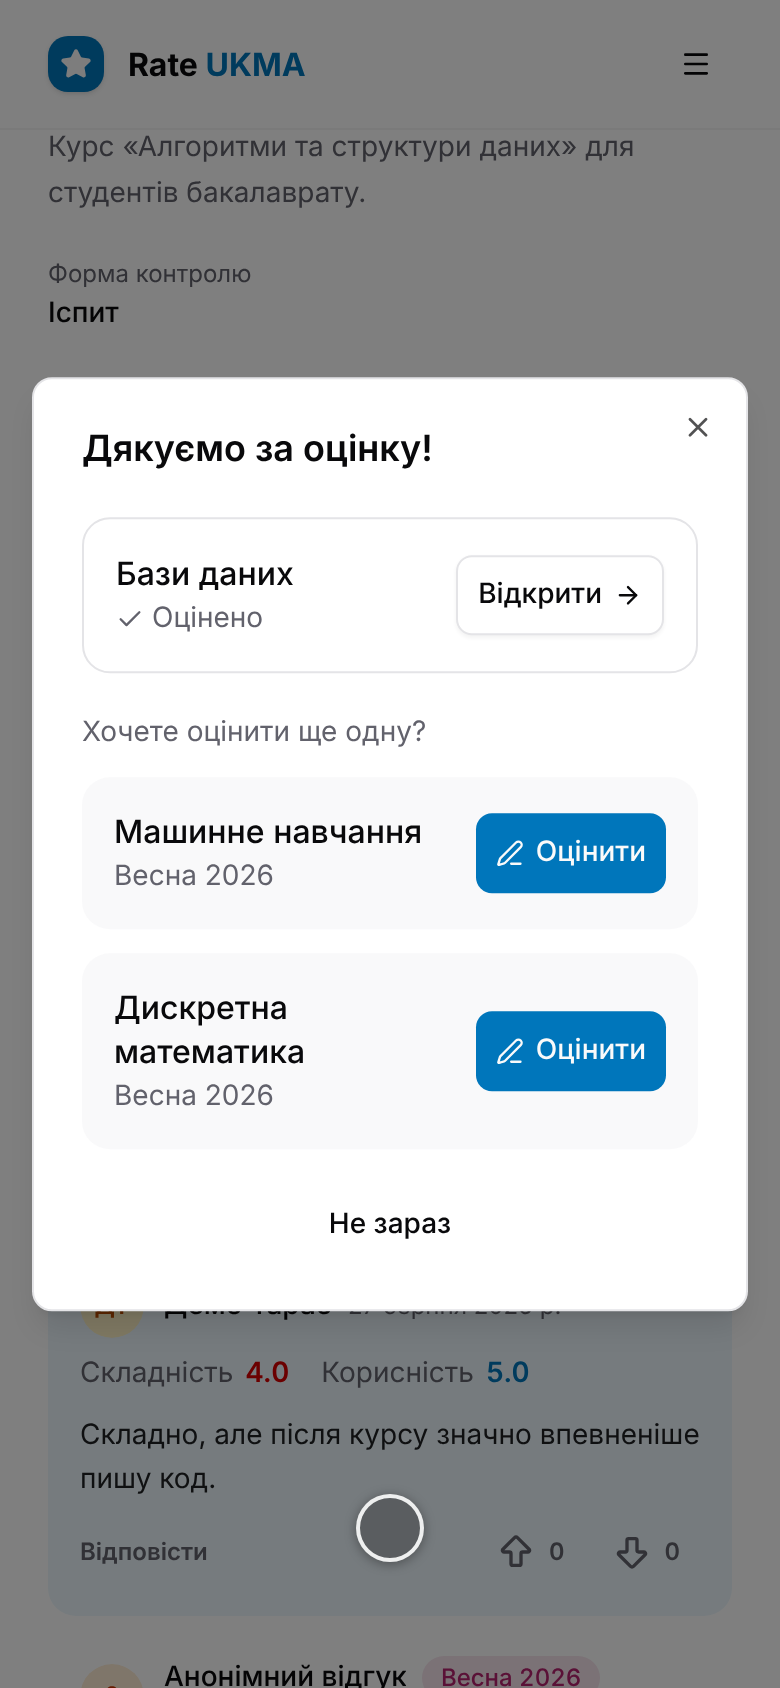 Rate UKMA
Курс «Алгоритми та структури даних» для
студентів бакалаврату.
Форма контролю
Іспит
Дякуємо за оцінку!
Бази даних
Оцінено
Відкрити →
Хочете оцінити ще одну?
Машинне навчання
Весна 2026
Оцінити
Дискретна
математика
Весна 2026
Оцінити
Не зараз
Складність 4.0 Корисність 5.0
Складно, але після курсу значно впевненіше
пишу код.
Відповісти 0 0
Анонімний відгук Весна 2026